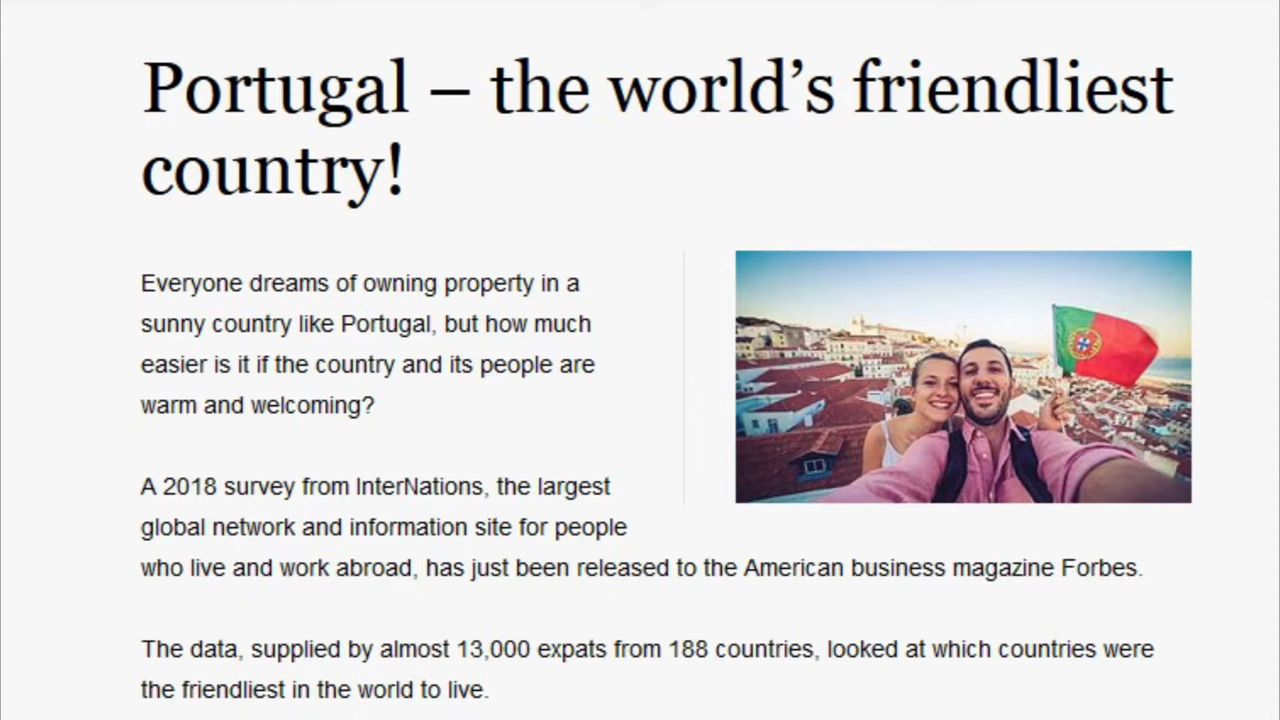 Portugal – the world’s friendliest
country!
Everyone dreams of owning property in a
sunny country like Portugal, but how much
easier is it if the country and its people are
warm and welcoming?
A 2018 survey from InterNations, the largest
global network and information site for people
who live and work abroad, has just been released to the American business magazine Forbes.
The data, supplied by almost 13,000 expats from 188 countries, looked at which countries were
the friendliest in the world to live.